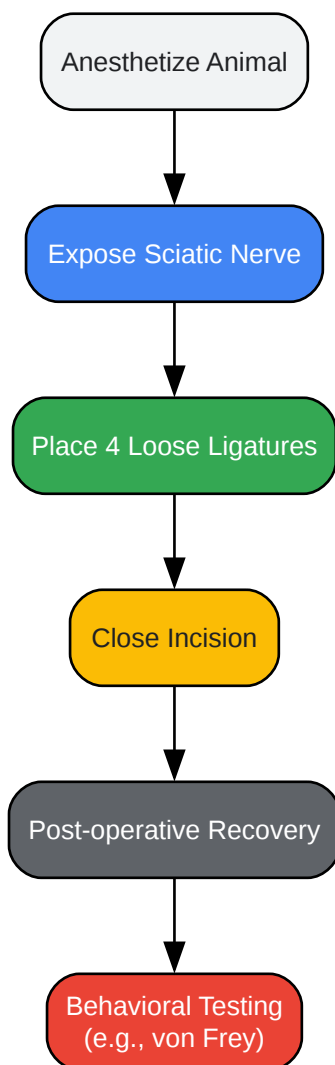 Anesthetize Animal
Expose Sciatic Nerve
Place 4 Loose Ligatures
Close Incision
Post-operative Recovery
Behavioral Testing
(e.g., von Frey)